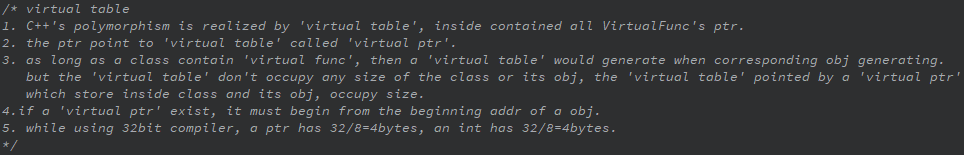 /* virtual table
1. C++'s polymorphism is realized by 'virtual table', inside contained all VirtualFunc's ptr.
2. the ptr point to 'virtual table' called 'virtual ptr'.
3. as long as a class contain 'virtual func', then a 'virtual table' would generate when corresponding obj generating.
but the 'virtual table' don't occupy any size of the class or its obj, the 'virtual table' pointed by a 'virtual ptr'
which store inside class and its obj, occupy size.
4.if a 'virtual ptr' exist, it must begin from the beginning addr of a obj.
5. while using 32bit compiler, a ptr has 32/8=4bytes, an int has 32/8=4bytes.
*/